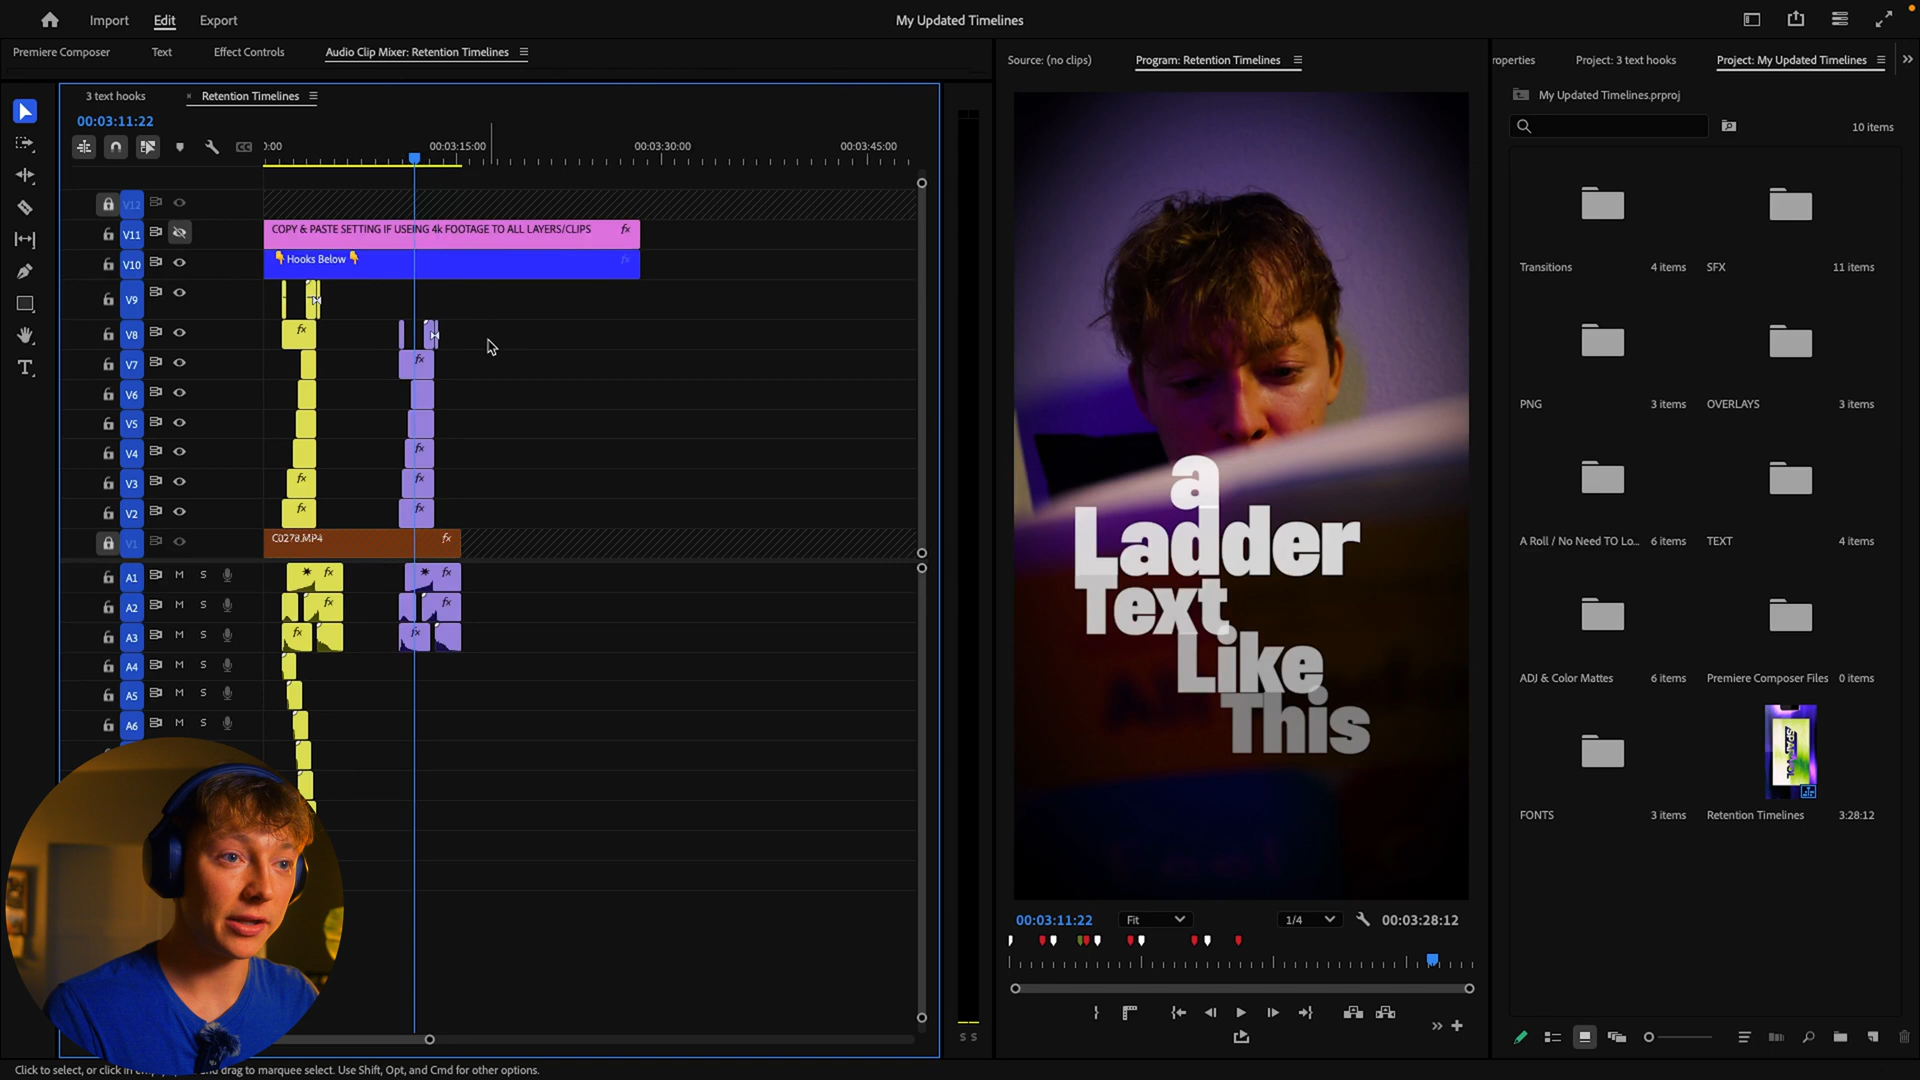 Import Edit Export
My Updated Timelines
Premiere Composer Text Effect Controls Audio Clip Mixer: Retention Timelines
Source: (no clips) Program: Retention Timelines
roperties Project: 3 text hooks Project: My Updated Timelines
3 text hooks × Retention Timelines
My Updated Timelines.prproj
00:03:11:22
10 items
CC
0:00 00:03:15:00 00:03:30:00 00:03:45:00
V12
V11 COPY & PASTE SETTING IF USEING 4k FOOTAGE TO ALL LAYERS/CLIPS fx
V10 👇Hooks Below👇 fx
V9
V8 fx
V7 fx
V6
V5
V4 fx
V3 fx fx
V2 fx fx
V1 C0278.MP4 fx
A1 M S fx fx
A2 M S fx fx
A3 M S fx fx
A4 M S
A5 M S
A6 M S
S S
a
Ladder
Text
Like
This
00:03:11:22 Fit 1/4 00:03:28:12
Transitions 4 items SFX 11 items
PNG 3 items OVERLAYS 3 items
A Roll / No Need TO Lo... 6 items TEXT 4 items
ADJ & Color Mattes 6 items Premiere Composer Files 0 items
FONTS 3 items Retention Timelines 3:28:12
Click to select, or click in
and drag to marquee select. Use Shift, Opt, and Cmd for other options.